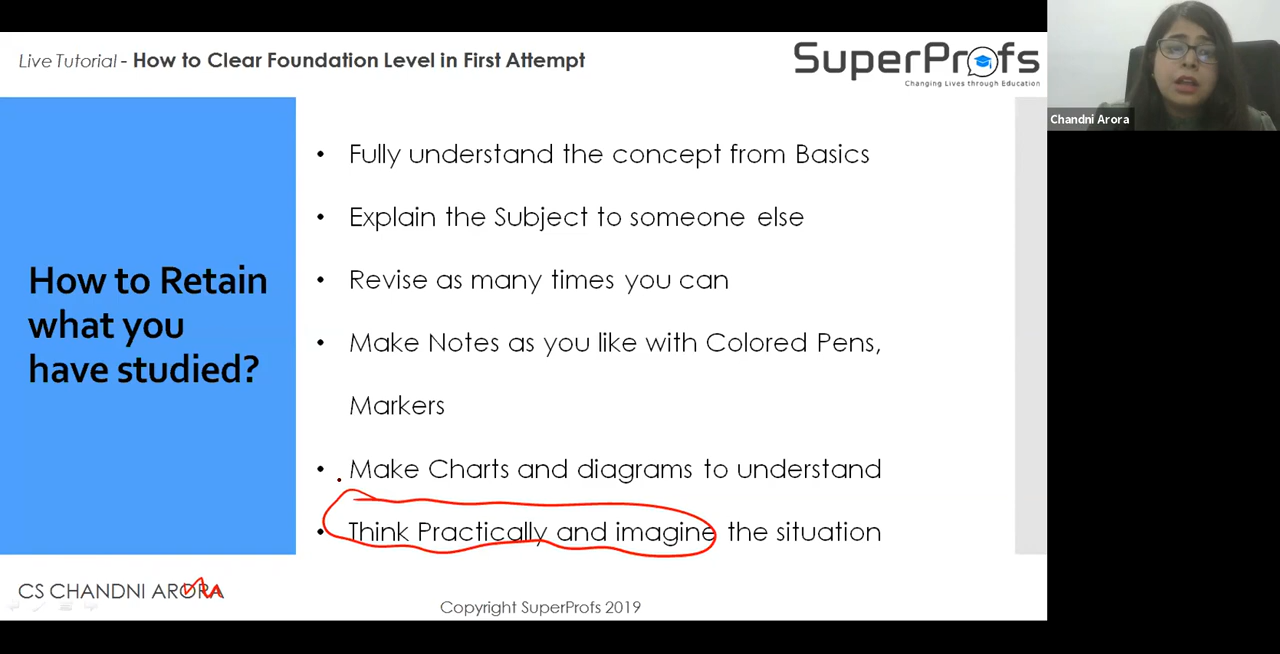 Live Tutorial - How to Clear Foundation Level in First Attempt
SuperProfs
Changing Lives through Education
Chandni Arora
How to Retain
what you
have studied?
• Fully understand the concept from Basics
• Explain the Subject to someone else
• Revise as many times you can
• Make Notes as you like with Colored Pens,
Markers
• Make Charts and diagrams to understand
• Think Practically and imagine the situation
CS CHANDNI ARORA
Copyright SuperProfs 2019